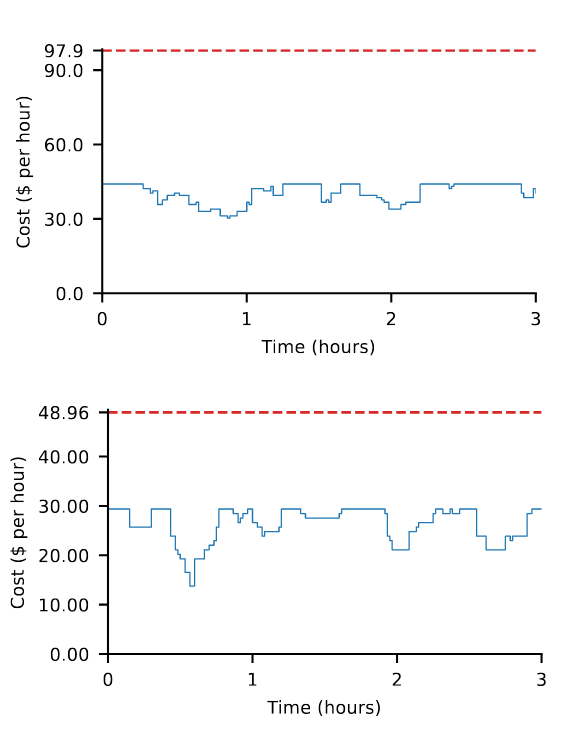 97.9
90.0
60.0
30.0
0.0
Cost ($ per hour)
0 1 2 3
Time (hours)
48.96
40.00
30.00
20.00
10.00
0.00
Cost ($ per hour)
0 1 2 3
Time (hours)